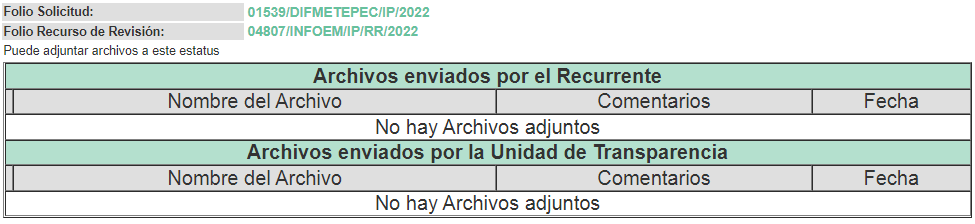 Folio Solicitud: 01539/DIFMETEPEC/IP/2022
Folio Recurso de Revisión: 04807/INFOEM/IP/RR/2022
Puede adjuntar archivos a este estatus
Archivos enviados por el Recurrente
Nombre del Archivo Comentarios Fecha
No hay Archivos adjuntos
Archivos enviados por la Unidad de Transparencia
Nombre del Archivo Comentarios Fecha
No hay Archivos adjuntos